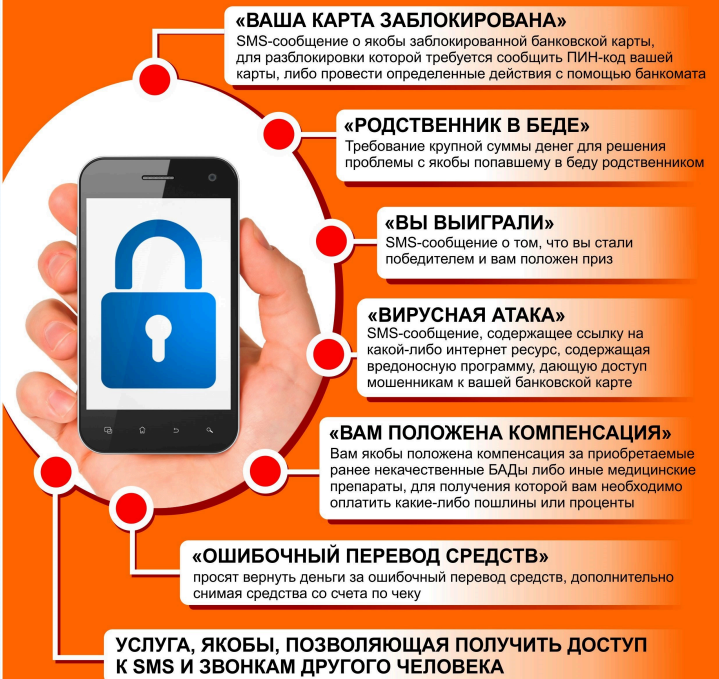 «ВАША КАРТА ЗАБЛОКИРОВАНА»
SMS-сообщение о якобы заблокированной банковской карты,
для разблокировки которой требуется сообщить ПИН-код вашей
карты, либо провести определенные действия с помощью банкомата
«РОДСТВЕННИК В БЕДЕ»
Требование крупной суммы денег для решения
проблемы с якобы попавшему в беду родственником
«ВЫ ВЫИГРАЛИ»
SMS-сообщение о том, что вы стали
победителем и вам положен приз
«ВИРУСНАЯ АТАКА»
SMS-сообщение, содержащее ссылку на
какой-либо интернет ресурс, содержащая
вредоносную программу, дающую доступ
мошенникам к вашей банковской карте
«ВАМ ПОЛОЖЕНА КОМПЕНСАЦИЯ»
Вам якобы положена компенсация за приобретаемые
ранее некачественные БАДы либо иные медицинские
препараты, для получения которой вам необходимо
оплатить какие-либо пошлины или проценты
«ОШИБОЧНЫЙ ПЕРЕВОД СРЕДСТВ»
просят вернуть деньги за ошибочный перевод средств, дополнительно
снимая средства со счета по чеку
УСЛУГА, ЯКОБЫ, ПОЗВОЛЯЮЩАЯ ПОЛУЧИТЬ ДОСТУП
К SMS И ЗВОНКАМ ДРУГОГО ЧЕЛОВЕКА